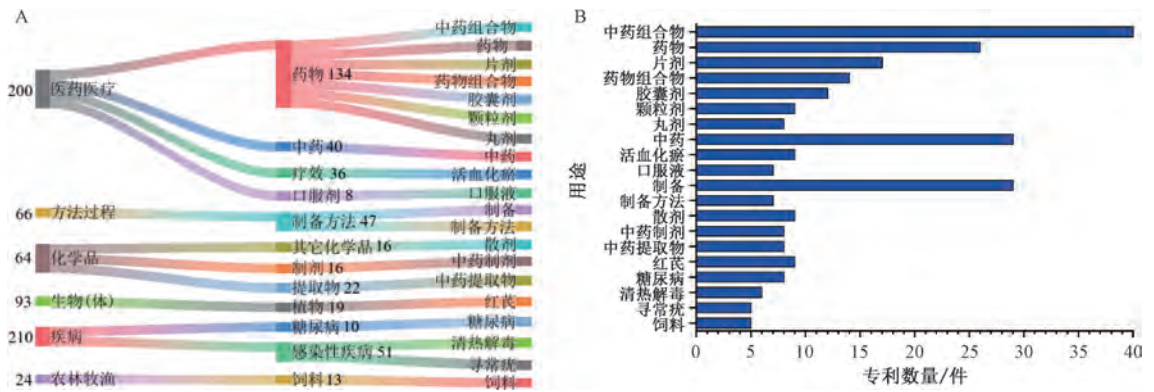 A
200 医药医疗
66 方法过程
64 化学品
93 生物(体)
210 疾病
24 农林牧渔
药物 134
中药 40
疗效 36
口服剂 8
制备方法 47
其它化学品 16
制剂 16
提取物 22
植物 19
糖尿病 10
感染性疾病 51
饲料 13
中药组合物
药物
片剂
药物组合物
胶囊剂
颗粒剂
丸剂
中药
活血化瘀
口服液
制备
制备方法
散剂
中药制剂
中药提取物
红芪
糖尿病
清热解毒
寻常疣
饲料
B
用途
中药组合物
药物
片剂
药物组合物
胶囊剂
颗粒剂
丸剂
中药
活血化瘀
口服液
制备
制备方法
散剂
中药制剂
中药提取物
红芪
糖尿病
清热解毒
寻常疣
饲料
0 5 10 15 20 25 30 35 40
专利数量/件